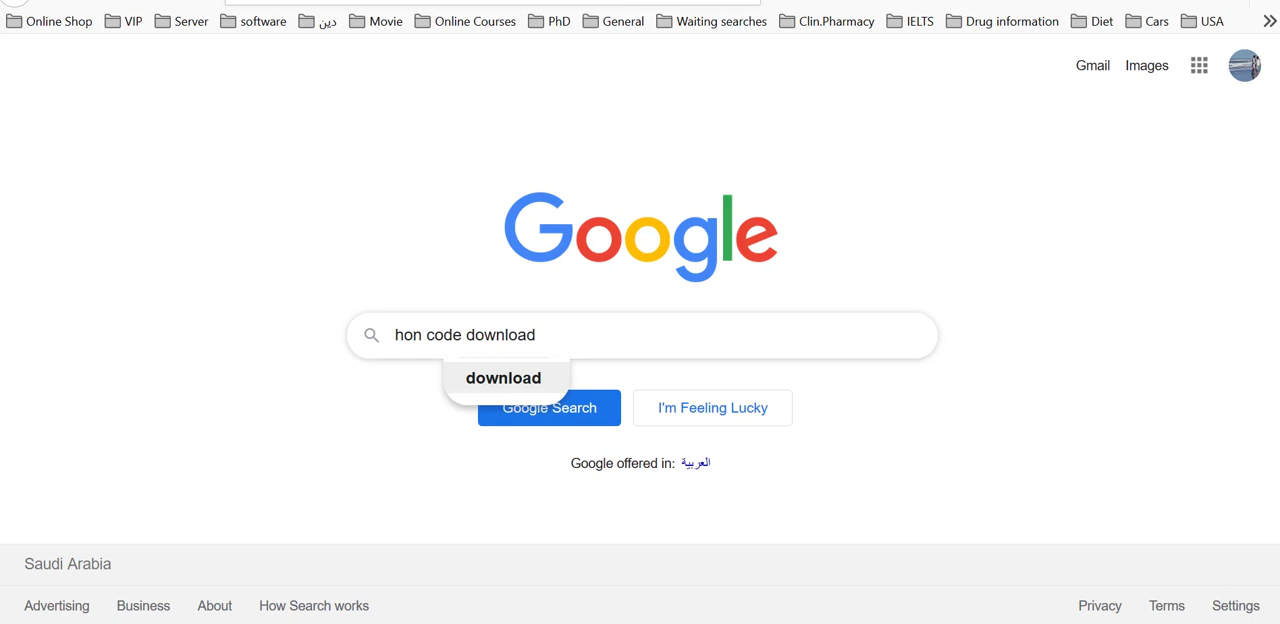 Online Shop VIP Server software دين Movie Online Courses PhD General Waiting searches Clin.Pharmacy IELTS Drug information Diet Cars USA
Gmail Images
Google
hon code download
download
Google Search I'm Feeling Lucky
Google offered in: العربية
Saudi Arabia
Advertising Business About How Search works Privacy Terms Settings